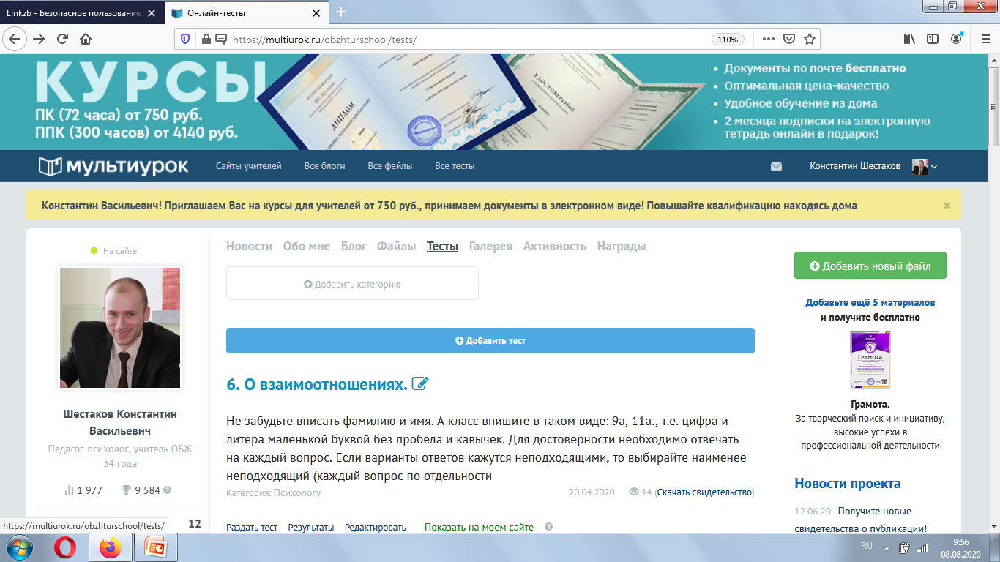 Linkzb - Безопасное пользование
Онлайн-тесты
https://multiurok.ru/obzhturschool/tests/
110%
КУРСЫ
ПК (72 часа) от 750 руб.
ППК (300 часов) от 4140 руб.
ДИПЛОМ
УДОСТОВЕРЕНИЕ
• Документы по почте бесплатно
• Оптимальная цена-качество
• Удобное обучение из дома
• 2 месяца подписки на электронную
тетрадь онлайн в подарок!
мультиурок
Сайты учителей Все блоги Все файлы Все тесты
Константин Шестаков
Константин Васильевич! Приглашаем Вас на курсы для учителей от 750 руб., принимаем документы в электронном виде! Повышайте квалификацию находясь дома ×
На сайте
Шестаков Константин
Васильевич
Педагог-психолог, учитель ОБЖ
34 года
1 977 9 584 ?
12
Новости Обо мне Блог Файлы Тесты Галерея Активность Награды
Добавить категорию
Добавить тест
6. О взаимоотношениях.
Не забудьте вписать фамилию и имя. А класс впишите в таком виде: 9а, 11а., т.е. цифра и
литера маленькой буквой без пробела и кавычек. Для достоверности необходимо отвечать
на каждый вопрос. Если варианты ответов кажутся неподходящими, то выбирайте наименее
неподходящий (каждый вопрос по отдельности
Категория: Психологу 20.04.2020 14 (Скачать свидетельство)
Раздать тест Результаты Редактировать Показать на моем сайте ?
Добавить новый файл
Добавьте ещё 5 материалов
и получите бесплатно
ГРАМОТА
Грамота.
За творческий поиск и инициативу,
высокие успехи в
профессиональной деятельности
Новости проекта
12.06.20 Получите новые
свидетельства о публикации!
https://multiurok.ru/obzhturschool/tests/
RU
9:56
08.08.2020